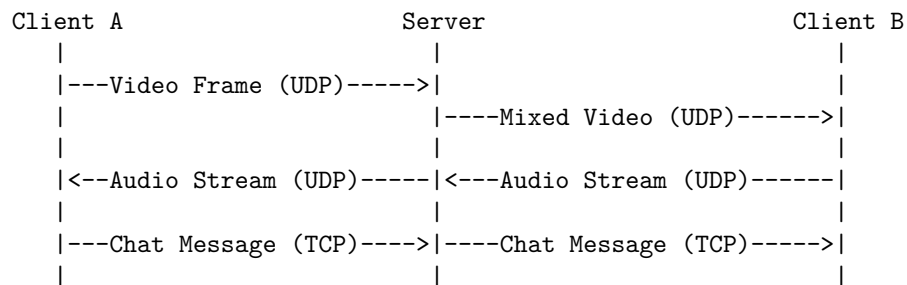 Client A                    Server                    Client B
   |                          |                          |
   |---Video Frame (UDP)----->|                          |
   |                          |----Mixed Video (UDP)------>|
   |                          |                          |
   |<--Audio Stream (UDP)-----|<---Audio Stream (UDP)------|
   |                          |                          |
   |---Chat Message (TCP)---->|----Chat Message (TCP)----->|
   |                          |                          |